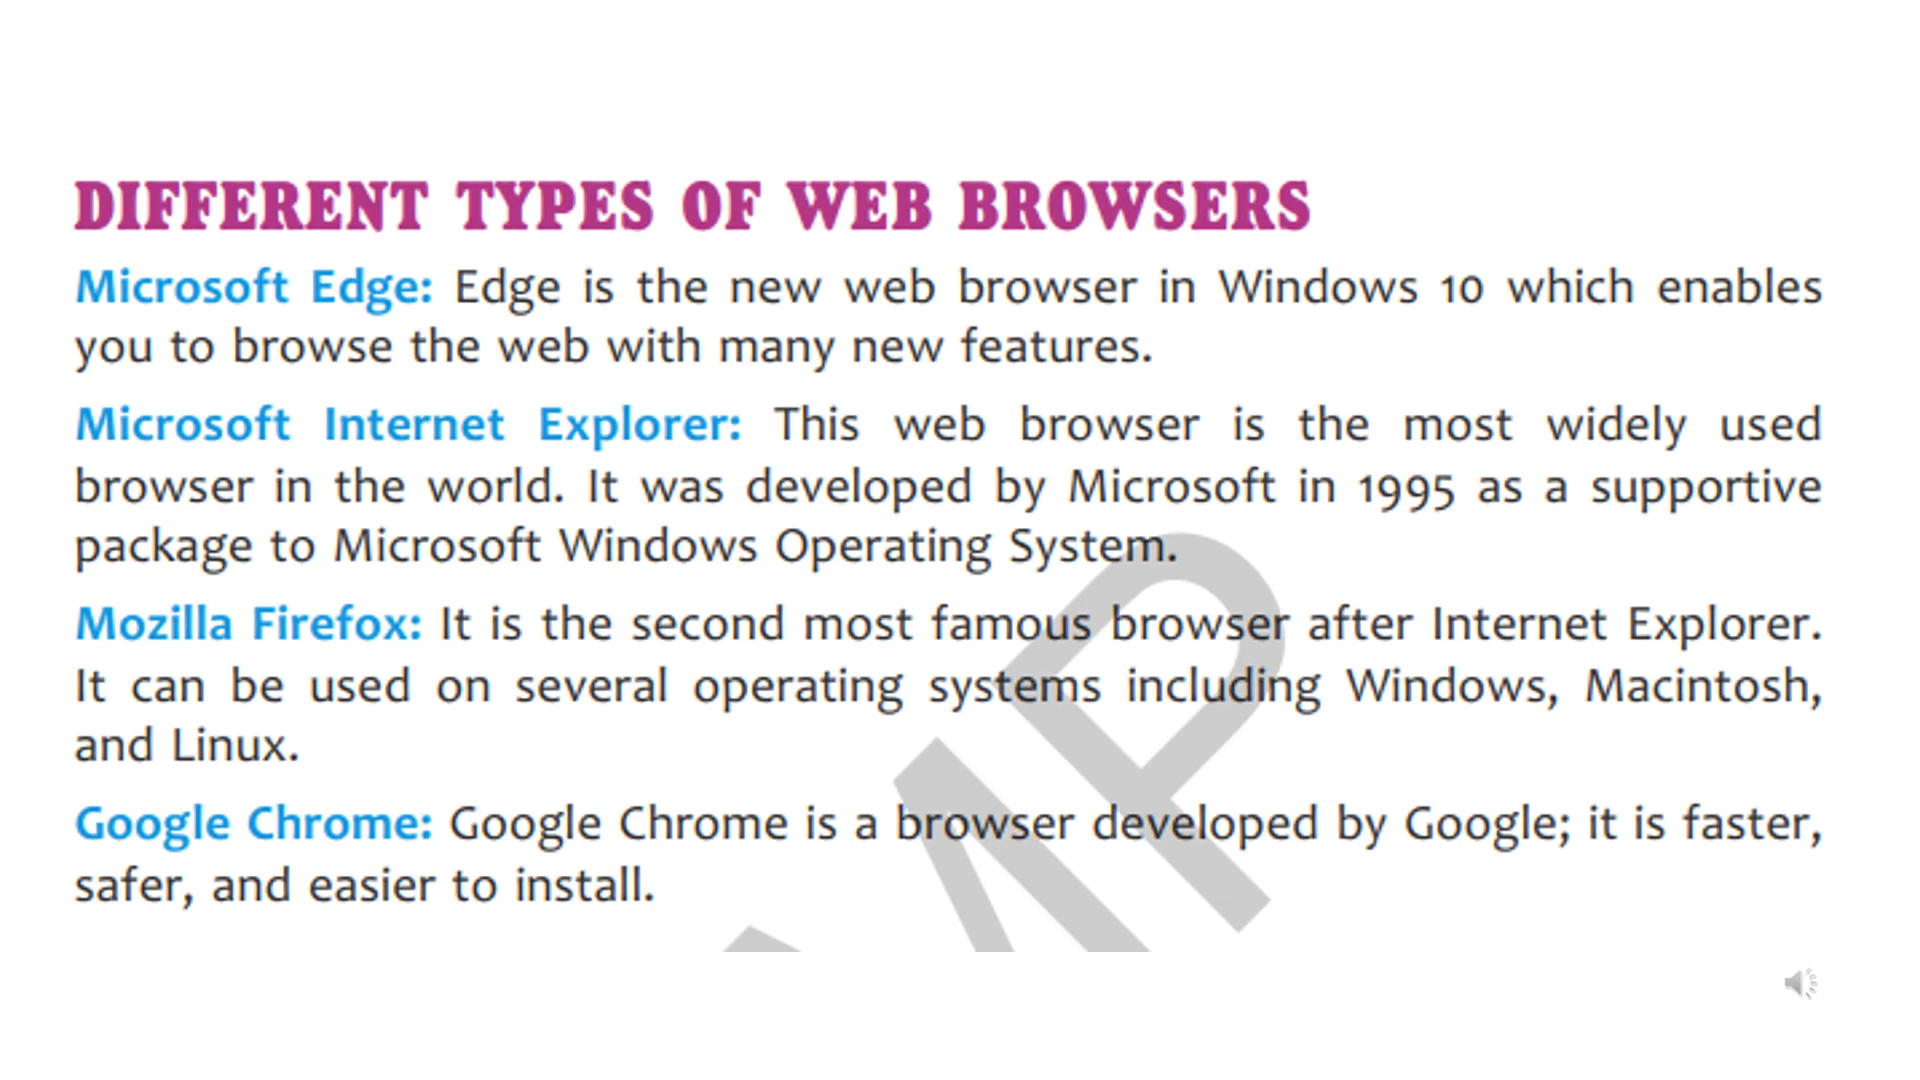 DIFFERENT TYPES OF WEB BROWSERS
Microsoft Edge: Edge is the new web browser in Windows 10 which enables
you to browse the web with many new features.
Microsoft Internet Explorer: This web browser is the most widely used
browser in the world. It was developed by Microsoft in 1995 as a supportive
package to Microsoft Windows Operating System.
Mozilla Firefox: It is the second most famous browser after Internet Explorer.
It can be used on several operating systems including Windows, Macintosh,
and Linux.
Google Chrome: Google Chrome is a browser developed by Google; it is faster,
safer, and easier to install.